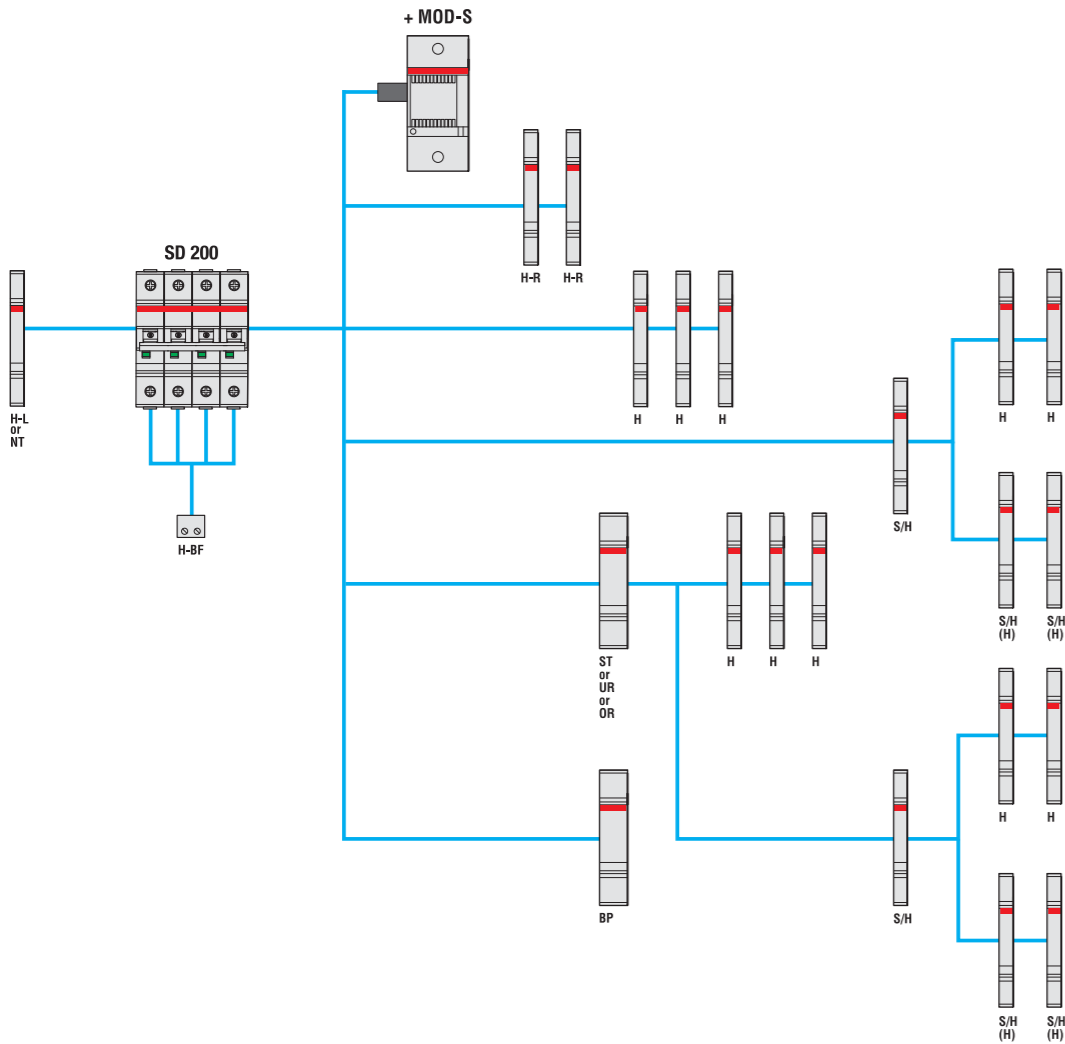 + MOD-S
H-R H-R
SD 200
H-L
or
NT
H-BF
H H H
H H
S/H
S/H S/H
(H) (H)
ST
or
UR
or
OR
H H H
H H
BP
S/H
S/H S/H
(H) (H)